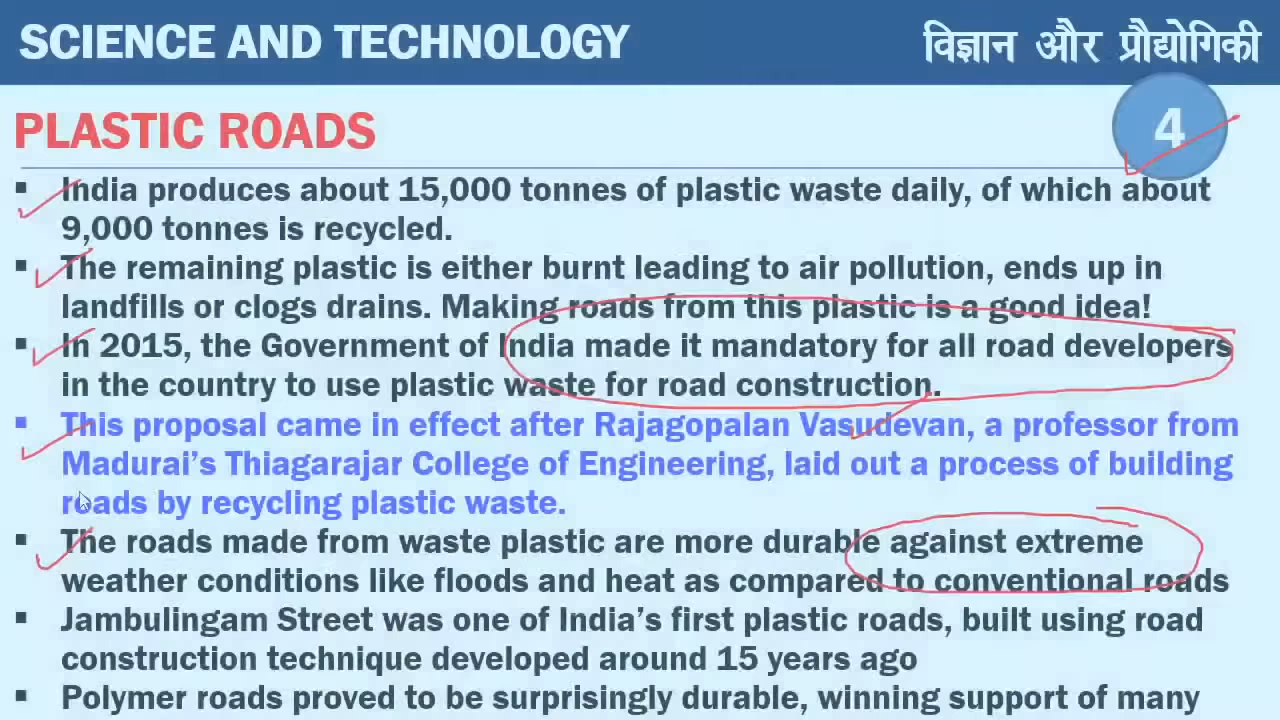 SCIENCE AND TECHNOLOGY
विज्ञान और प्रौद्योगिकी
PLASTIC ROADS
4
▪ India produces about 15,000 tonnes of plastic waste daily, of which about
9,000 tonnes is recycled.
▪ The remaining plastic is either burnt leading to air pollution, ends up in
landfills or clogs drains. Making roads from this plastic is a good idea!
▪ In 2015, the Government of India made it mandatory for all road developers
in the country to use plastic waste for road construction.
▪ This proposal came in effect after Rajagopalan Vasudevan, a professor from
Madurai’s Thiagarajar College of Engineering, laid out a process of building
roads by recycling plastic waste.
▪ The roads made from waste plastic are more durable against extreme
weather conditions like floods and heat as compared to conventional roads
▪ Jambulingam Street was one of India’s first plastic roads, built using road
construction technique developed around 15 years ago
▪ Polymer roads proved to be surprisingly durable, winning support of many